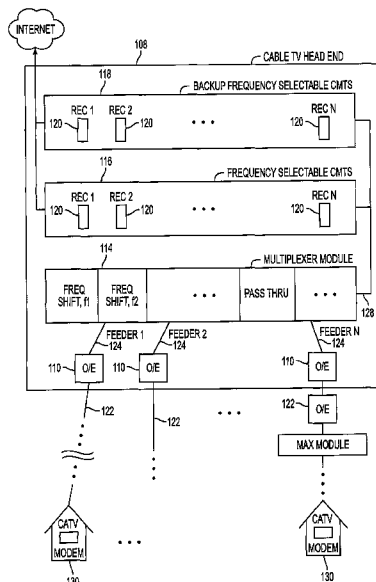 INTERNET
108
CABLE TV HEAD END
118
BACKUP FREQUENCY SELECTABLE CMTS
REC 1 REC 2 REC N
120 120 • • • 120
116
FREQUENCY SELECTABLE CMTS
REC 1 REC 2 REC N
120 120 • • • 120
114
MULTIPLEXER MODULE
FREQ SHIFT, f1 FREQ SHIFT, f2 • • • PASS THRU • • •
128
FEEDER 1 FEEDER 2 FEEDER N
124 124 124
110 O/E 110 O/E 110 O/E
122 122 122 O/E
• • •
MAX MODULE
CATV CATV
MODEM • • • MODEM
130 130